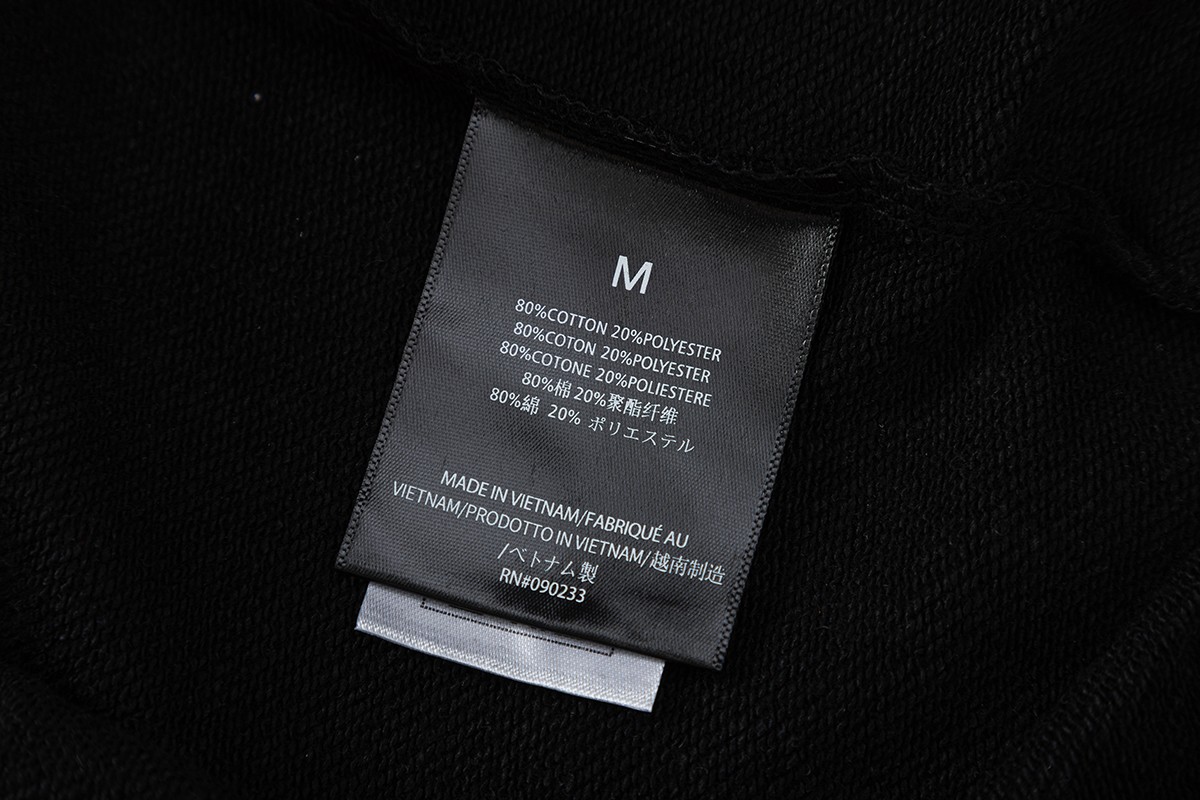 M
80%COTTON 20%POLYESTER
80%COTON 20%POLYESTER
80%COTONE 20%POLIESTERE
80%棉 20%聚酯纤维
80%綿 20% ポリエステル
MADE IN VIETNAM/FABRIQUÉ AU
VIETNAM/PRODOTTO IN VIETNAM/越南制造
/ベトナム製
RN#090233